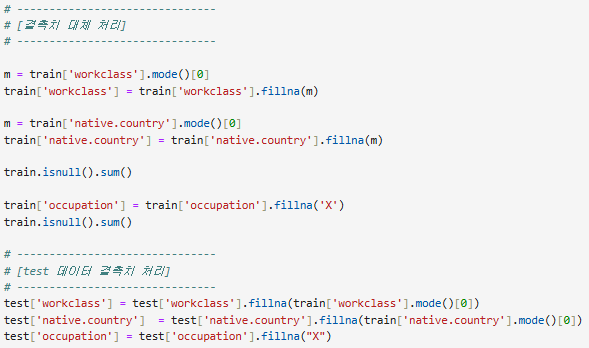 # -------------------------------
# [결측치 대체 처리]
# -------------------------------
m = train['workclass'].mode()[0]
train['workclass'] = train['workclass'].fillna(m)
m = train['native.country'].mode()[0]
train['native.country'] = train['native.country'].fillna(m)
train.isnull().sum()
train['occupation'] = train['occupation'].fillna('X')
train.isnull().sum()
# -------------------------------
# [test 데이터 결측치 처리]
# -------------------------------
test['workclass'] = test['workclass'].fillna(train['workclass'].mode()[0])
test['native.country']  = test['native.country'].fillna(train['native.country'].mode()[0])
test['occupation'] = test['occupation'].fillna("X")